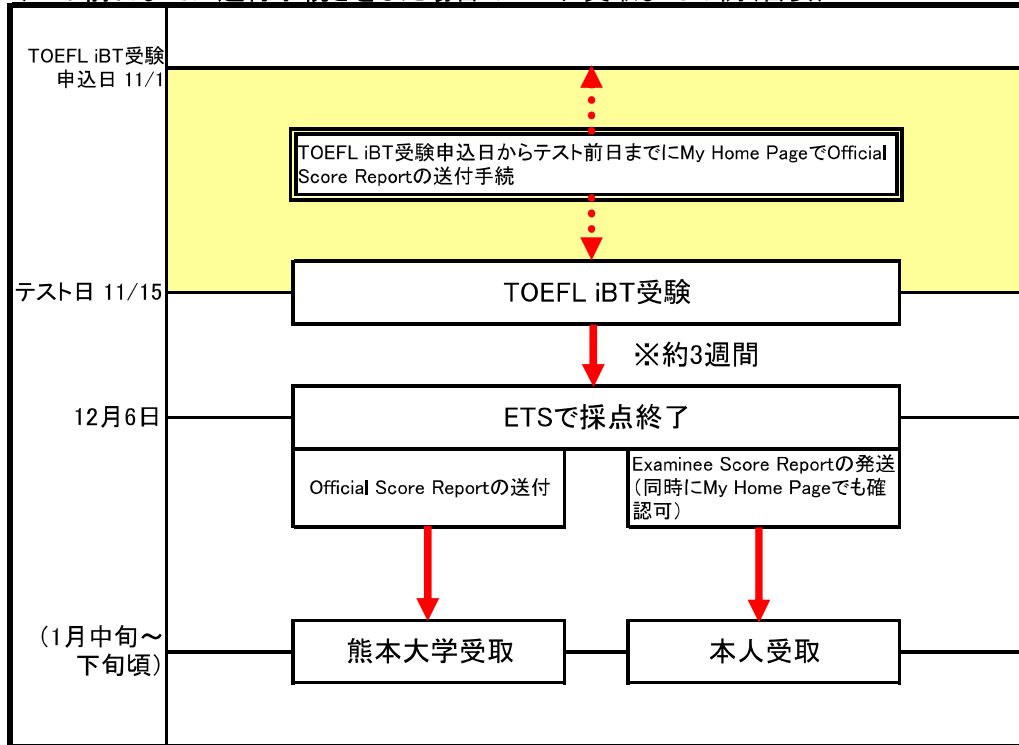 TOEFL iBT受験
申込日 11/1
TOEFL iBT受験申込日からテスト前日までにMy Home PageでOfficial
Score Reportの送付手続
テスト日 11/15
TOEFL iBT受験
※約3週間
12月6日
ETSで採点終了
Official Score Reportの送付
Examinee Score Reportの発送
(同時にMy Home Pageでも確
認可)
(1月中旬～
下旬頃)
熊本大学受取
本人受取